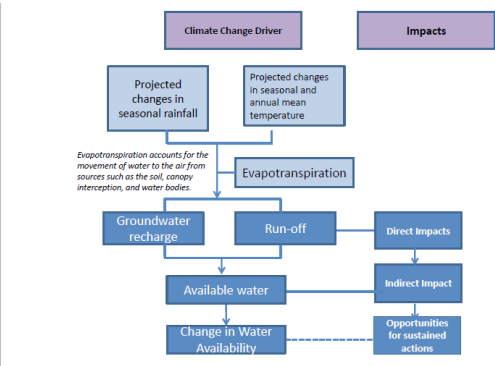 Climate Change Driver
Impacts
Projected
changes in
seasonal rainfall
Projected changes
in seasonal and
annual mean
temperature
Evapotranspiration accounts for the
movement of water to the air from
sources such as the soil, canopy
interception, and water bodies.
Evapotranspiration
Groundwater
recharge
Run-off
Direct Impacts
Available water
Indirect Impact
Change in Water
Availability
Opportunities
for sustained
actions